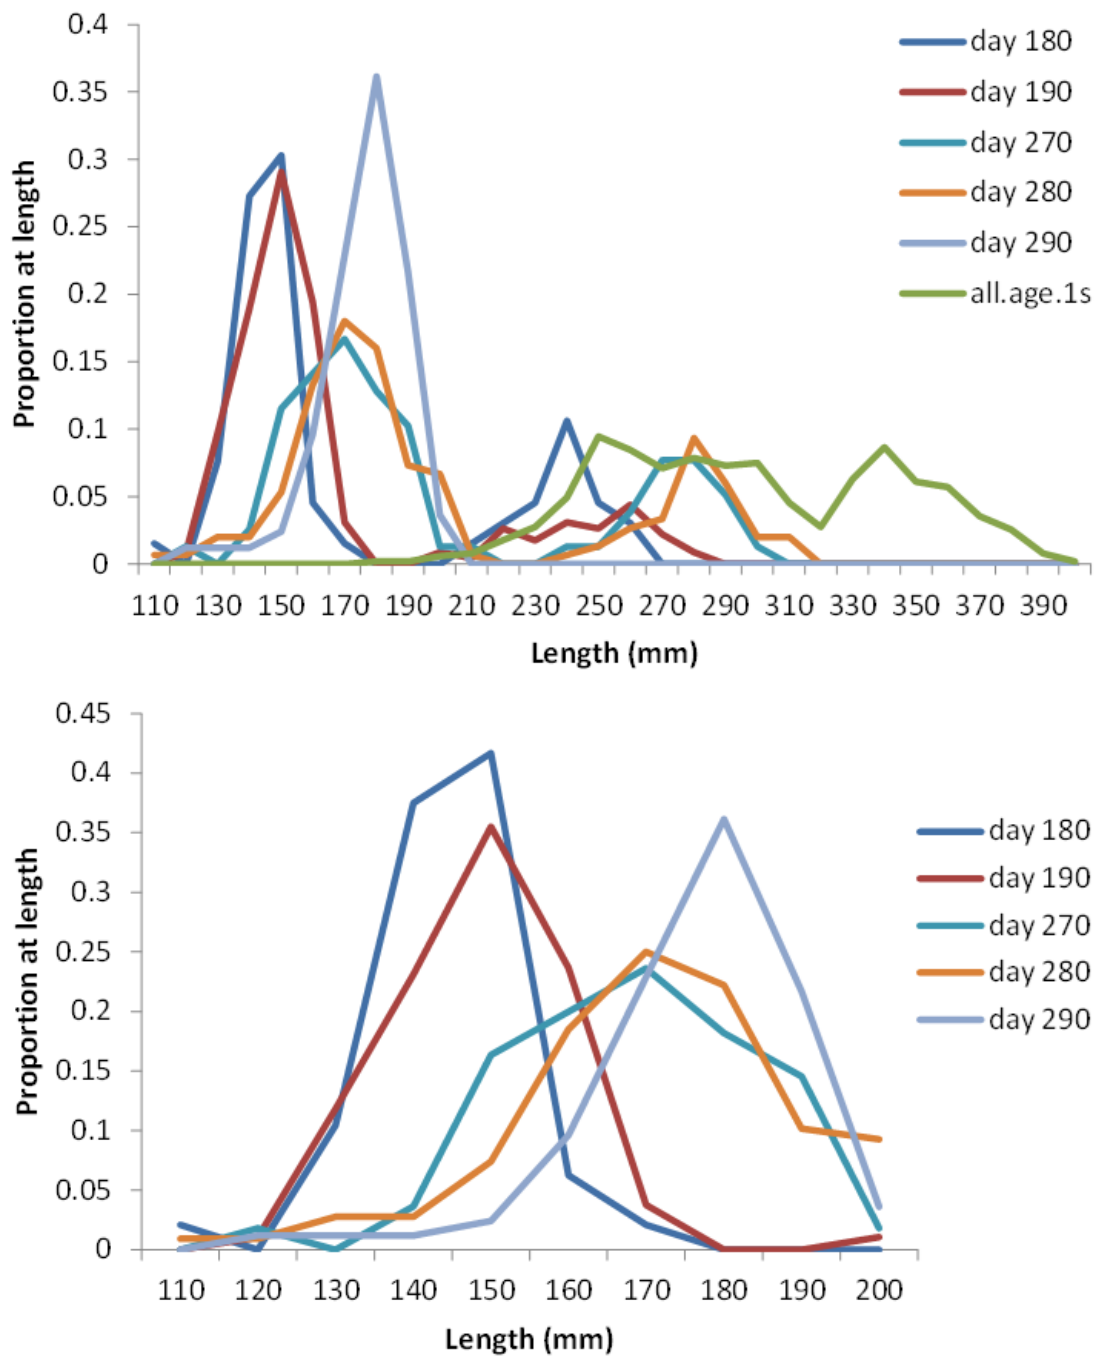 0.4
0.35
0.3
0.25
0.2
0.15
0.1
0.05
0
Proportion at length
110 130 150 170 190 210 230 250 270 290 310 330 350 370 390
Length (mm)
day 180
day 190
day 270
day 280
day 290
all.age.1s
0.45
0.4
0.35
0.3
0.25
0.2
0.15
0.1
0.05
0
Proportion at length
110 120 130 140 150 160 170 180 190 200
Length (mm)
day 180
day 190
day 270
day 280
day 290